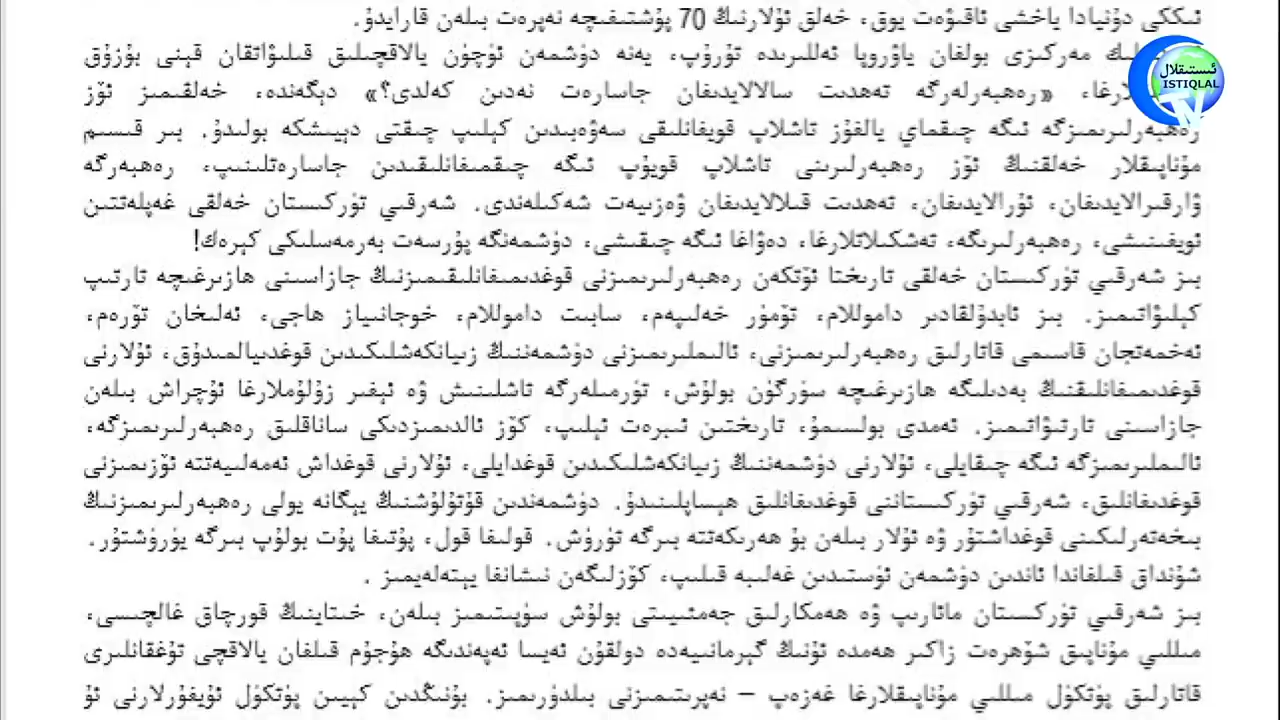 ئىككى دۇنيادا ياخشى ئاقىۋەت يوق، خەلق ئۇلارنىڭ 70 پۇشتىغىچە نەپرەت بىلەن قارايدۇ.
مەركىزى بولغان ياۋروپا ئەللىرىدە تۇرۇپ، يەنە دۈشمەن ئۈچۈن يالاقچىلىق قىلىۋاتقان قېنى بۇزۇق
«رەھبەرلەرگە تەھدىت سالالايدىغان جاسارەت نەدىن كەلدى؟» دېگەندە، خەلقىمىز ئۆز
رەھبەرلىرىمىزگە ئىگە چىقماي يالغۇز تاشلاپ قويغانلىقى سەۋەبىدىن كېلىپ چىقتى دېيىشكە بولىدۇ. بىر قىسىم
مۇناپىقلار خەلقنىڭ ئۆز رەھبەرلىرىنى تاشلاپ قويۇپ ئىگە چىقمىغانلىقىدىن جاسارەتلىنىپ، رەھبەرگە
ۋارقىرالايدىغان، ئۇرالايدىغان، تەھدىت قىلالايدىغان ۋەزىيەت شەكىلەندى. شەرقىي تۈركىستان خەلقى غەپلەتتىن
ئويغىنىشى، رەھبەرلىرىگە، تەشكىلاتلارغا، دەۋاغا ئىگە چىقىشى، دۈشمەنگە پۇرسەت بەرمەسلىكى كېرەك!
بىز شەرقىي تۈركىستان خەلقى تارىختا ئۆتكەن رەھبەرلىرىمىزنى قوغدىمىغانلىقىمىزنىڭ جازاسىنى ھازىرغىچە تارتىپ
كېلىۋاتىمىز. بىز ئابدۇلقادىر داموللام، تۆمۈر خەلىپەم، سابىت داموللام، خوجانىياز ھاجى، ئەلىخان تۆرەم،
ئەخمەتجان قاسىمى قاتارلىق رەھبەرلىرىمىزنى، ئالىملىرىمىزنى دۈشمەننىڭ زىيانكەشلىكىدىن قوغدىيالمىدۇق، ئۇلارنى
قوغدىمىغانلىقنىڭ بەدىلىگە ھازىرغىچە سۈرگۈن بولۇش، تۈرمىلەرگە تاشلىنىش ۋە ئېغىر زۇلۇملارغا ئۇچراش بىلەن
جازاسىنى تارتىۋاتىمىز. ئەمدى بولسىمۇ، تارىختىن ئىبرەت ئېلىپ، كۆز ئالدىمىزدىكى ساناقلىق رەھبەرلىرىمىزگە،
ئالىملىرىمىزگە ئىگە چىقايلى، ئۇلارنى دۈشمەننىڭ زىيانكەشلىكىدىن قوغدايلى، ئۇلارنى قوغداش ئەمەلىيەتتە ئۆزىمىزنى
قوغدىغانلىق، شەرقىي تۈركىستاننى قوغدىغانلىق ھېساپلىنىدۇ. دۈشمەندىن قۇتۇلۇشنىڭ يېگانە يولى رەھبەرلىرىمىزنىڭ
بىخەتەرلىكىنى قوغداشتۇر ۋە ئۇلار بىلەن بۇ ھەرىكەتتە بىرگە تۇرۇش. قولغا قول، پۇتغا پۇت بولۇپ بىرگە يۈرۈشتۇر.
شۇنداق قىلغاندا ئاندىن دۈشمەن ئۈستىدىن غەلىبە قىلىپ، كۆزلىگەن نىشانغا يېتەلەيمىز .
بىز شەرقىي تۈركىستان مائارىپ ۋە ھەمكارلىق جەمئىيىتى بولۇش سۈپىتىمىز بىلەن، خىتاينىڭ قورچاق غالچىسى،
مىللىي مۇناپىق شۆھرەت زاكىر ھەمدە ئۇنىڭ گېرمانىيەدە دولقۇن ئەيسا ئەپەندىگە ھۇجۇم قىلغان يالاقچى تۇغقانلىرى
قاتارلىق پۈتكۈل مىللىي مۇناپىقلارغا غەزەپ – نەپرىتىمىزنى بىلدۈرىمىز. بۇنىڭدىن كېيىن پۈتكۈل ئۇيغۇرلارنى ئۇ
ئىستىقلال
ISTIQLAL
TV